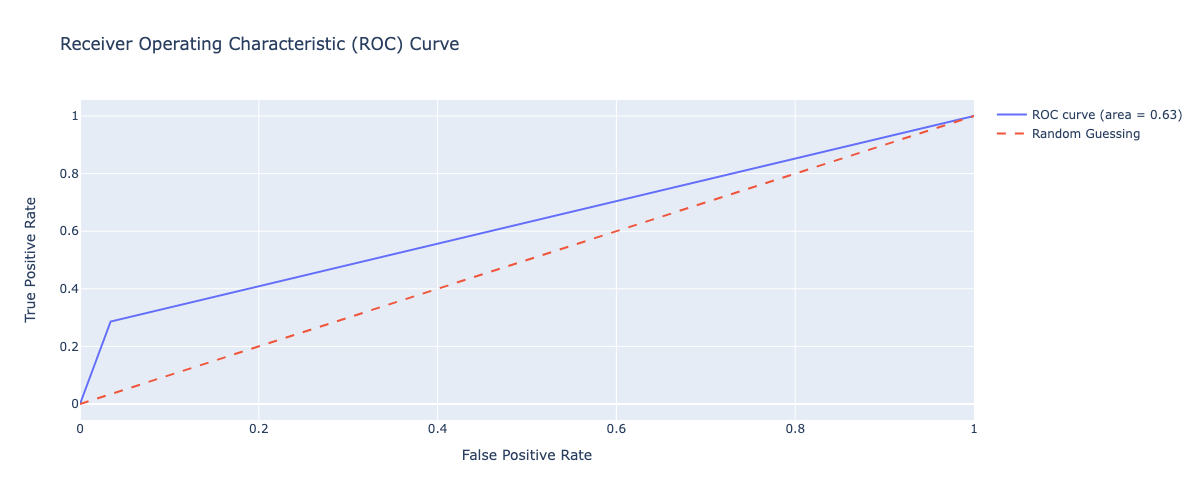 Receiver Operating Characteristic (ROC) Curve
ROC curve (area = 0.63)
Random Guessing
True Positive Rate
1
0.8
0.6
0.4
0.2
0
0 0.2 0.4 0.6 0.8 1
False Positive Rate